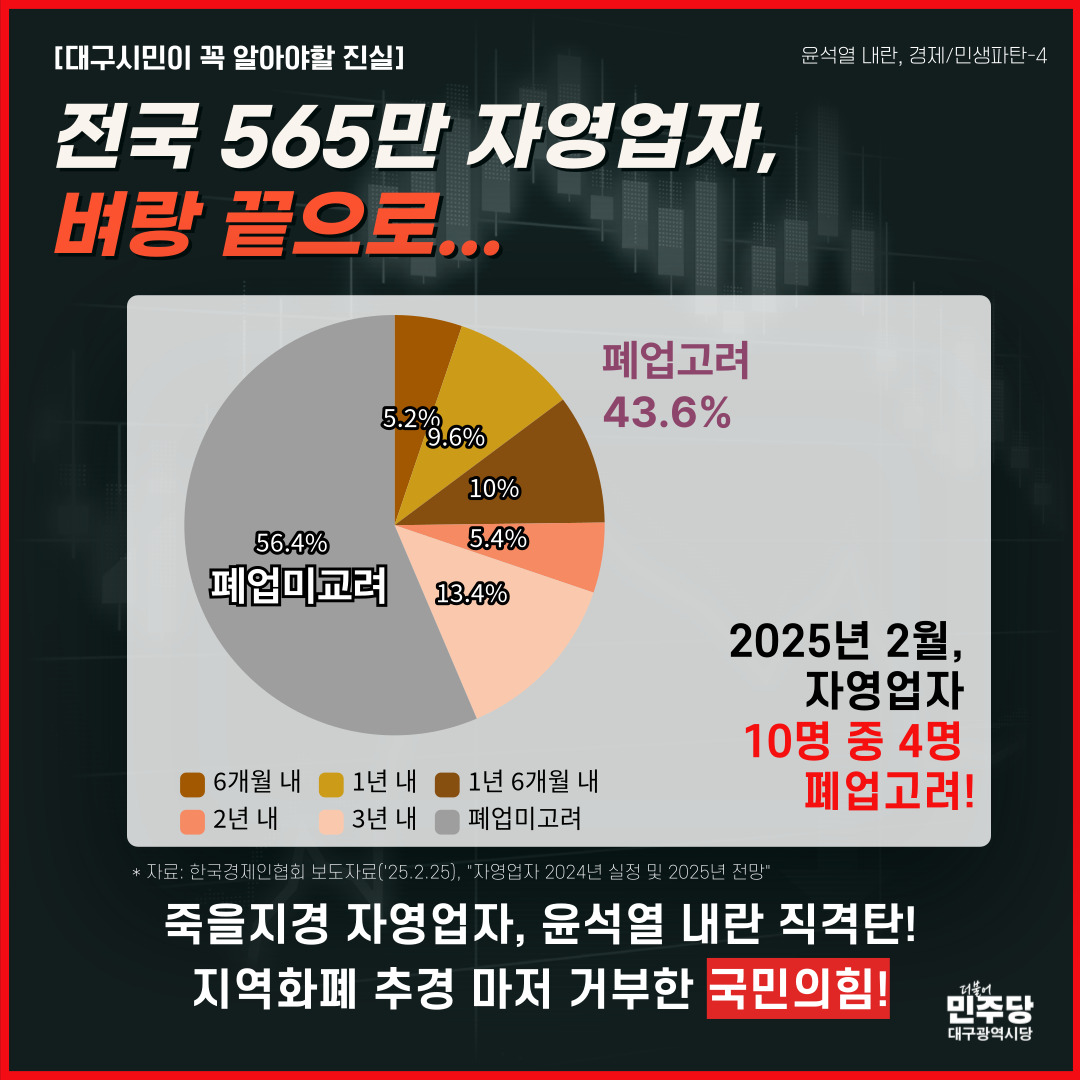 [대구시민이 꼭 알아야할 진실]
윤석열 내란, 경제/민생파탄-4
전국 565만 자영업자,
벼랑 끝으로...
폐업고려
43.6%
5.2%
9.6%
10%
5.4%
13.4%
56.4%
폐업미교려
2025년 2월,
자영업자
10명 중 4명
폐업고려!
6개월 내 1년 내 1년 6개월 내
2년 내 3년 내 폐업미고려
* 자료: 한국경제인협회 보도자료('25.2.25), "자영업자 2024년 실정 및 2025년 전망"
죽을지경 자영업자, 윤석열 내란 직격탄!
지역화폐 추경 마저 거부한 국민의힘!
더불어
민주당
대구광역시당